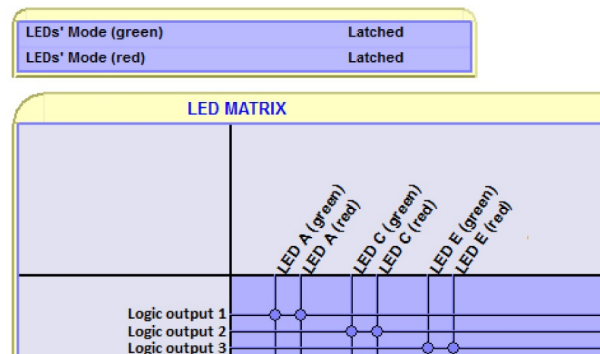 LEDs' Mode (green) Latched
LEDs' Mode (red) Latched
LED MATRIX
LED A (green)
LED A (red)
LED C (green)
LED C (red)
LED E (green)
LED E (red)
Logic output 1
Logic output 2
Logic output 3